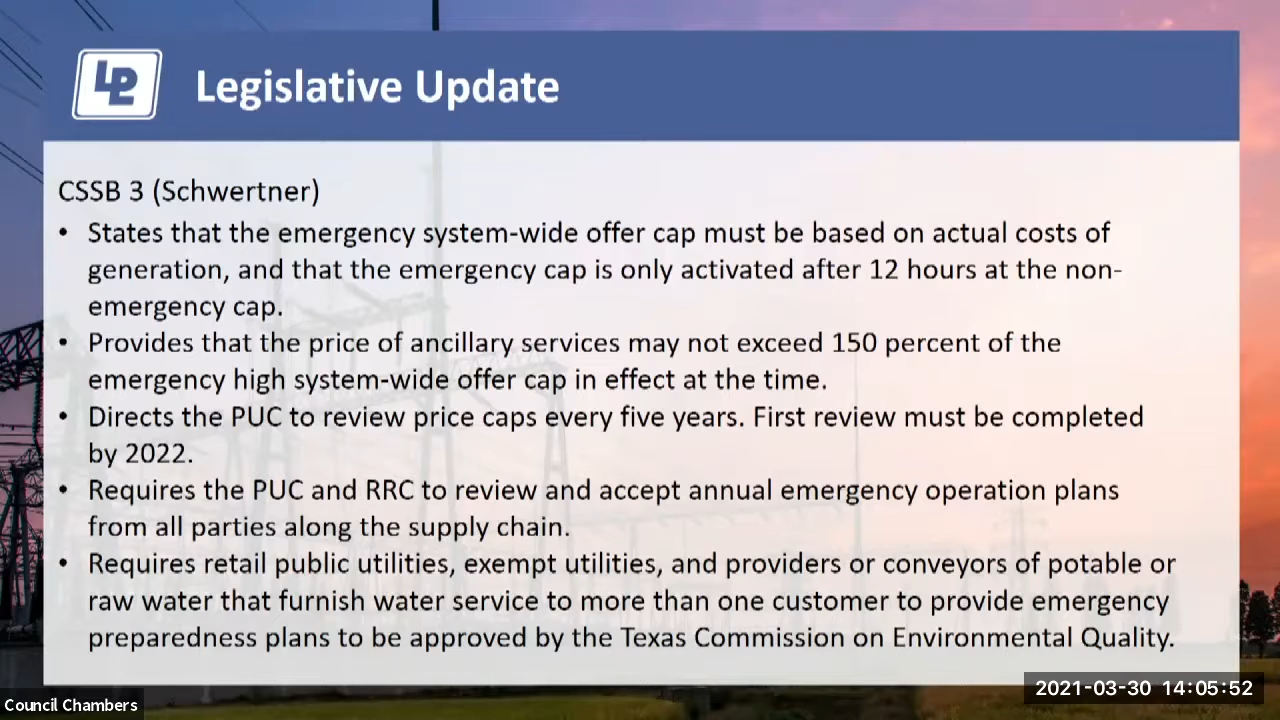 LP
Legislative Update
CSSB 3 (Schwertner)
• States that the emergency system-wide offer cap must be based on actual costs of
generation, and that the emergency cap is only activated after 12 hours at the non-
emergency cap.
• Provides that the price of ancillary services may not exceed 150 percent of the
emergency high system-wide offer cap in effect at the time.
• Directs the PUC to review price caps every five years. First review must be completed
by 2022.
• Requires the PUC and RRC to review and accept annual emergency operation plans
from all parties along the supply chain.
• Requires retail public utilities, exempt utilities, and providers or conveyors of potable or
raw water that furnish water service to more than one customer to provide emergency
preparedness plans to be approved by the Texas Commission on Environmental Quality.
2021-03-30 14:05:52
Council Chambers